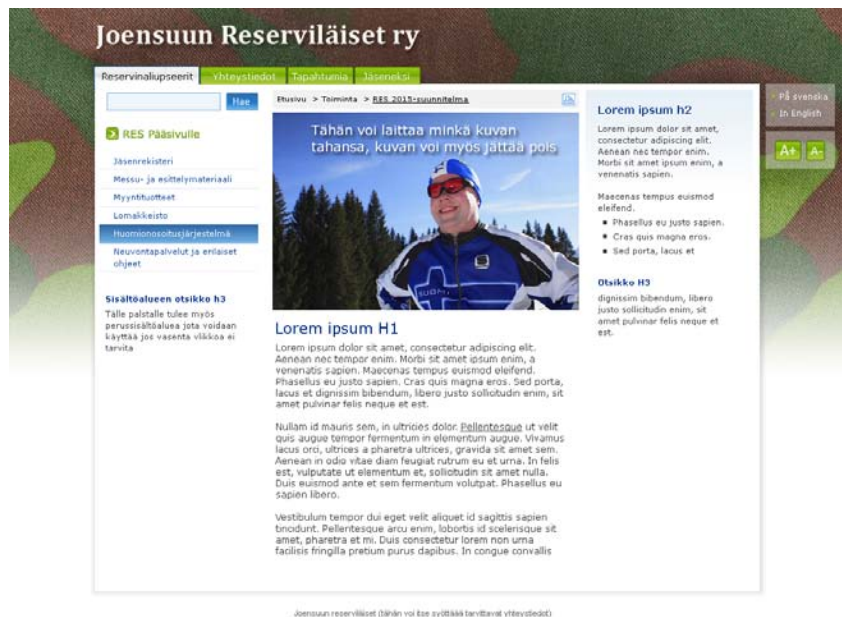 Joensuun Reserviläiset ry
Reservinaliupseerit
Yhteystiedot
Tapahtumia
Jäseneksi
På svenska
In English
A+
A-
Hae
RES Pääsivulle
Jäsenrekisteri
Messu- ja esittelymateriaali
Myyntituotteet
Lomakkeisto
Huomionosoitusjärjestelmä
Neuvontapalvelut ja erilaiset
ohjeet
Sisältöalueen otsikko h3
Tälle palstalle tulee myös
perussisältöaluea jota voidaan
käyttää jos vasenta vlikkoa ei
tarvita
Etusivu > Toiminta > RES 2015-suunnitelma
Tähän voi laittaa minkä kuvan
tahansa, kuvan voi myös jättää pois
SUOMI
Lorem ipsum H1
Lorem ipsum dolor sit amet, consectetur adipiscing elit.
Aenean nec tempor enim. Morbi sit amet ipsum enim, a
venenatis sapien. Maecenas tempus euismod eleifend.
Phasellus eu justo sapien. Cras quis magna eros. Sed porta,
lacus et dignissim bibendum, libero justo sollicitudin enim, sit
amet pulvinar felis neque et est.
Nullam id mauris sem, in ultricies dolor. Pellentesque ut velit
quis augue tempor fermentum in elementum augue. Vivamus
lacus orci, ultrices a pharetra ultrices, gravida sit amet sem.
Aenean in odio vitae diam feugiat rutrum eu et urna. In felis
est, vulputate ut elementum et, sollicitudin sit amet nulla.
Duis euismod ante et sem fermentum volutpat. Phasellus eu
sapien libero.
Vestibulum tempor dui eget velit aliquet id sagittis sapien
tincidunt. Pellentesque arcu enim, lobortis id scelerisque sit
amet, pharetra et mi. Duis consectetur lorem non urna
facilisis fringilla pretium purus dapibus. In congue convallis
Lorem ipsum h2
Lorem ipsum dolor sit amet,
consectetur adipiscing elit.
Aenean nec tempor enim.
Morbi sit amet ipsum enim, a
venenatis sapien.
Maecenas tempus euismod
eleifend.
Phasellus eu justo sapien.
Cras quis magna eros.
Sed porta, lacus et
Otsikko H3
dignissim bibendum, libero
justo sollicitudin enim, sit
amet pulvinar felis neque et
est.
Joensuun reserviläiset (tähän voi itse syöttäää tarvittavat yhteystiedot)